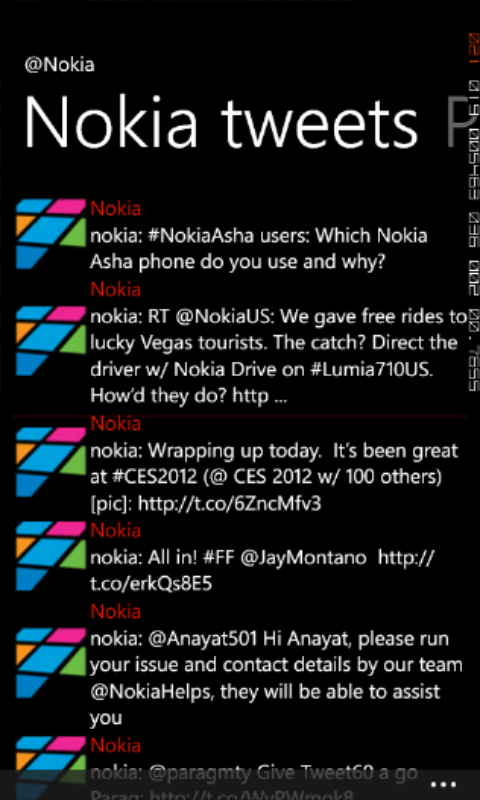 @Nokia
Nokia tweets P
Nokia
nokia: #NokiaAsha users: Which Nokia
Asha phone do you use and why?
Nokia
nokia: RT @NokiaUS: We gave free rides to
lucky Vegas tourists. The catch? Direct the
driver w/ Nokia Drive on #Lumia710US.
How'd they do? http ...
Nokia
nokia: Wrapping up today.  It's been great
at #CES2012 (@ CES 2012 w/ 100 others)
[pic]: http://t.co/6ZncMfv3
Nokia
nokia: All in! #FF @JayMontano  http://
t.co/erkQs8E5
Nokia
nokia: @Anayat501 Hi Anayat, please run
your issue and contact details by our team
@NokiaHelps, they will be able to assist
you
Nokia
nokia: @paragmty Give Tweet60 a go
Parag: http://t.co/WyPWmok8
...